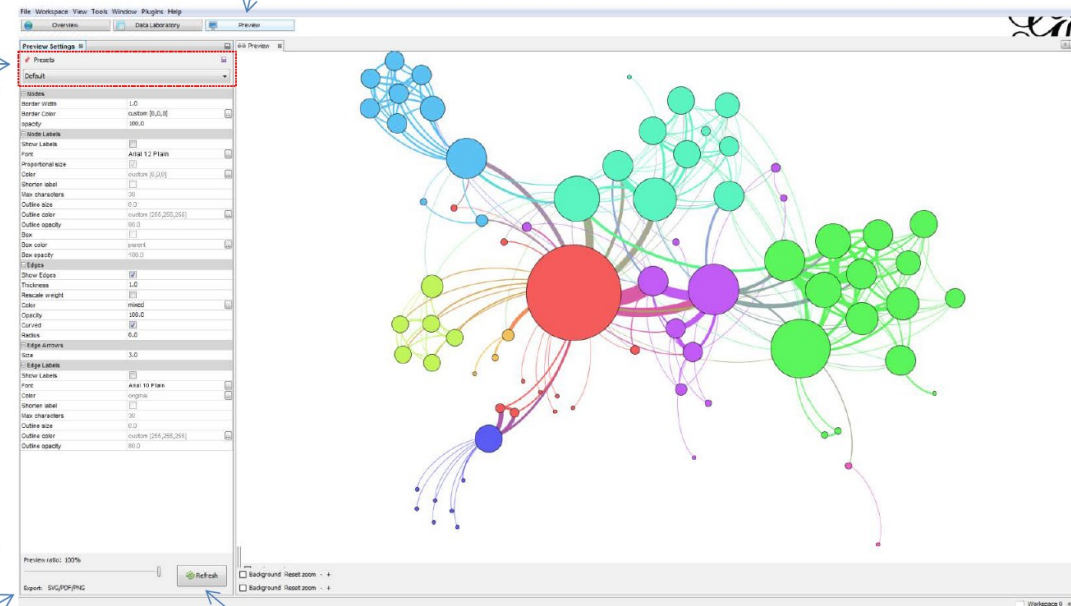 File Workspace View Tools Window Plugins Help
Overview Data Laboratory Preview
Preview Settings
Preview
Presets
Default
Nodes
Border Width 1.0
Border Color custom [0,0,0]
Opacity 100.0
Node Labels
Show Labels
Font Arial 12 Plain
Proportional size
Color custom [0,0,0]
Shorten label
Max characters 30
Outline size 0.0
Outline color custom [255,255,255]
Outline opacity 80.0
Box
Box color parent
Box opacity 100.0
Edges
Show Edges
Thickness 1.0
Rescale weight
Color mixed
Opacity 100.0
Curved
Radius 0.0
Edge Arrows
Size 3.0
Edge Labels
Show Labels
Font Arial 10 Plain
Color original
Shorten label
Max characters 30
Outline size 0.0
Outline color custom [255,255,255]
Outline opacity 80.0
Preview ratio: 100%
Refresh
Export: SVG/PDF/PNG
Background Reset zoom - +
Background Reset zoom - +
Workspace 0